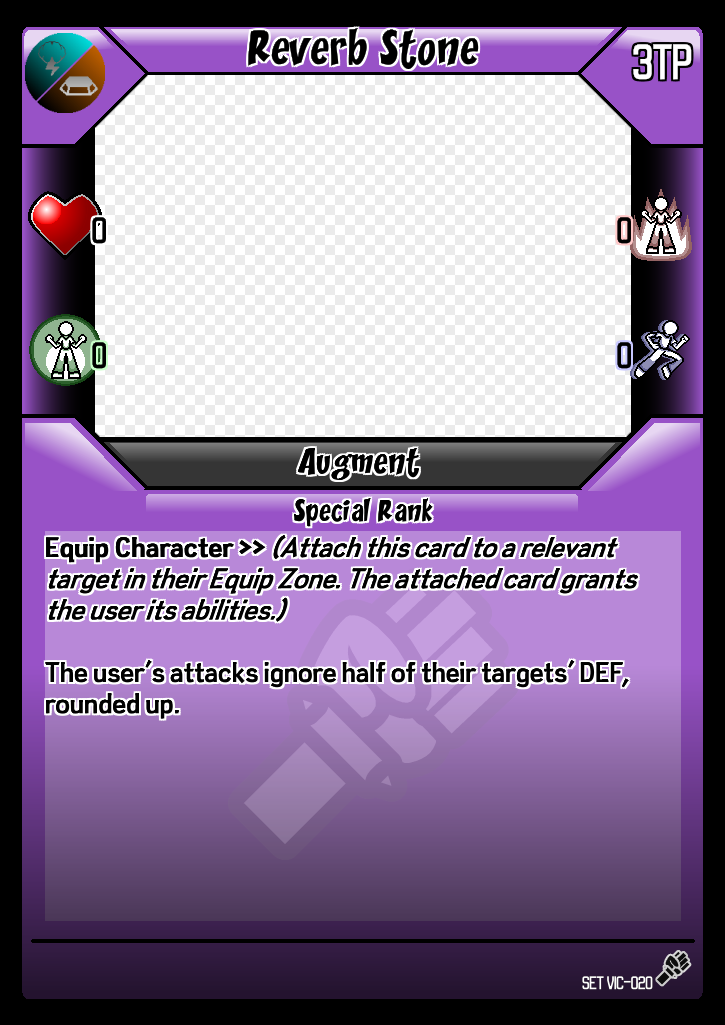 Reverb Stone
3TP
0
0
0
0
Augment
Special Rank
Equip Character >> (Attach this card to a relevant
target in their Equip Zone. The attached card grants
the user its abilities.)
The user's attacks ignore half of their targets' DEF,
rounded up.
SET VIC-020